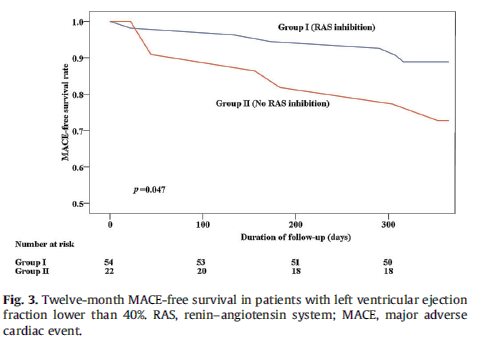 1.0
Group I (RAS inhibition)
0.9
0.8
Group II (No RAS inhibition)
0.7
0.6
0.5
MACE-free survival rate
p=0.047
0 100 200 300
Duration of follow-up (days)
Number at risk
Group I 54 53 51 50
Group II 22 20 18 18
Fig. 3. Twelve-month MACE-free survival in patients with left ventricular ejection
fraction lower than 40%. RAS, renin–angiotensin system; MACE, major adverse
cardiac event.